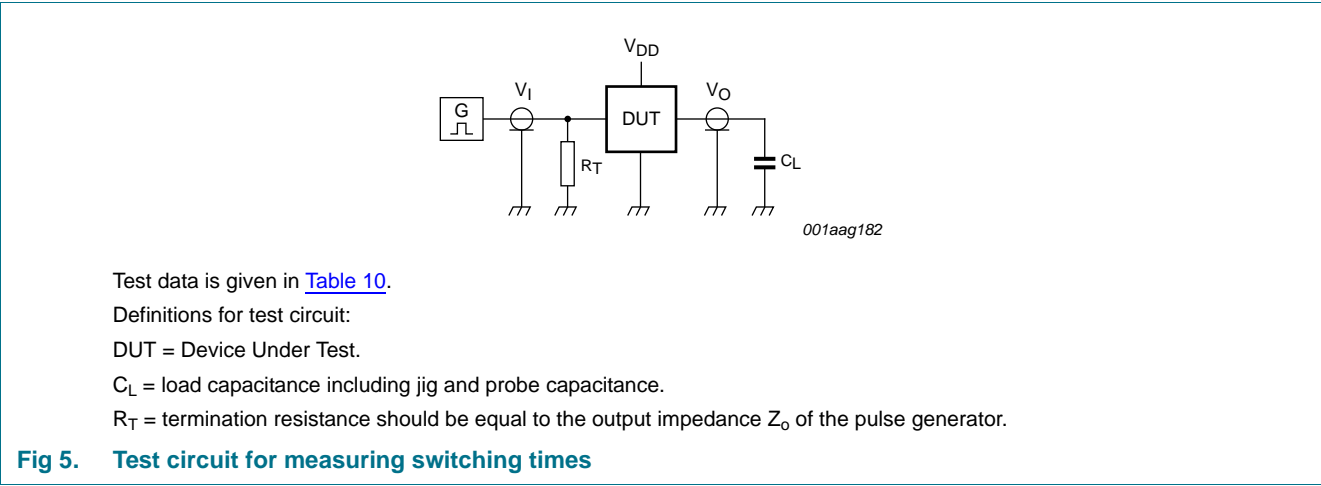 VDD
G
VI
DUT
VO
RT
CL
001aag182
Test data is given in Table 10.
Definitions for test circuit:
DUT = Device Under Test.
CL = load capacitance including jig and probe capacitance.
RT = termination resistance should be equal to the output impedance Zo of the pulse generator.
Fig 5. Test circuit for measuring switching times